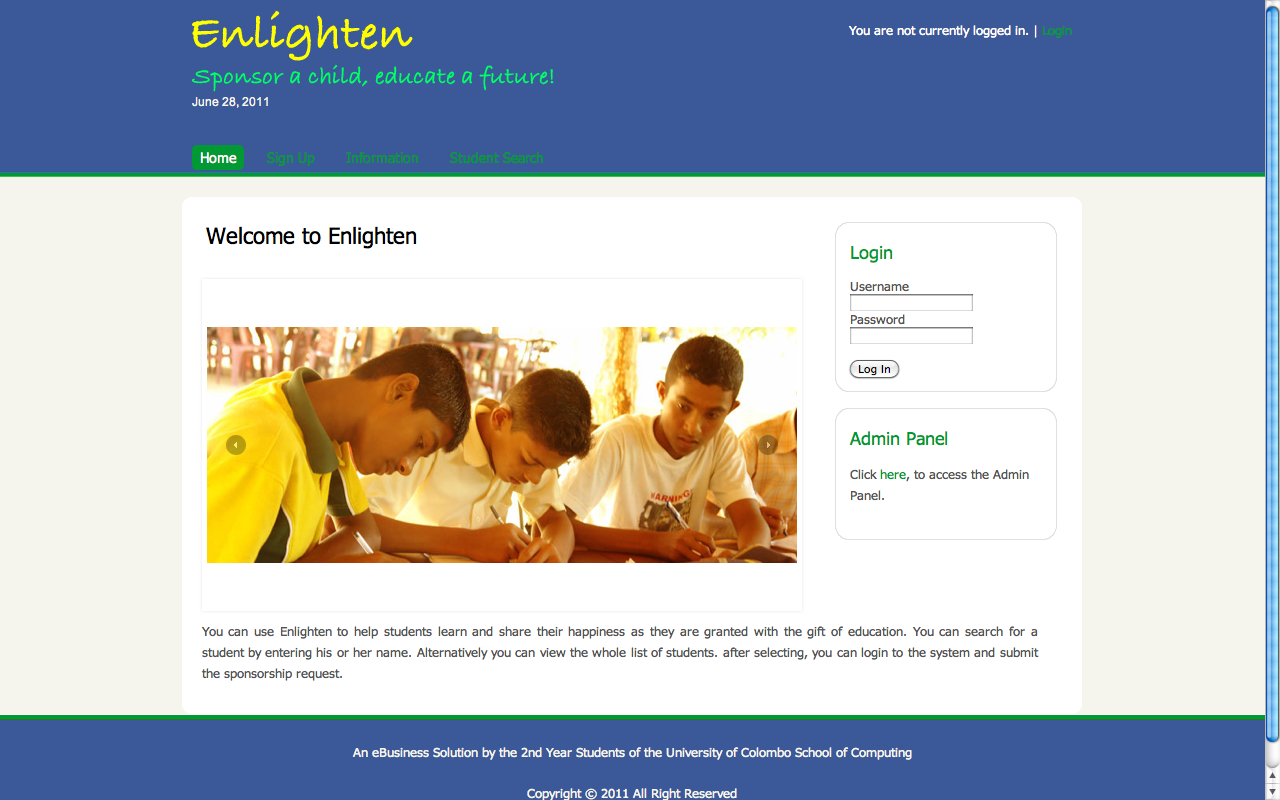 Enlighten
You are not currently logged in. | Login
Sponsor a child, educate a future!
June 28, 2011
Home Sign Up Information Student Search
Welcome to Enlighten
Login
Username
Password
Log In
Admin Panel
Click here, to access the Admin
Panel.
WARNING
You can use Enlighten to help students learn and share their happiness as they are granted with the gift of education. You can search for a
student by entering his or her name. Alternatively you can view the whole list of students. after selecting, you can login to the system and submit
the sponsorship request.
An eBusiness Solution by the 2nd Year Students of the University of Colombo School of Computing
Copyright © 2011 All Right Reserved